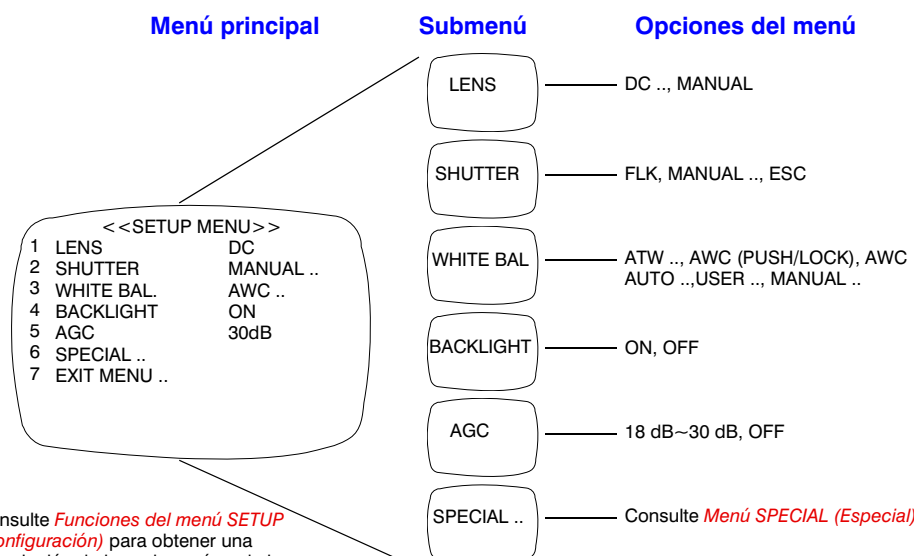 Menú principal
Submenú
Opciones del menú
LENS
DC .., MANUAL
SHUTTER
FLK, MANUAL .., ESC
<<SETUP MENU>>
1 LENS DC
2 SHUTTER MANUAL ..
3 WHITE BAL. AWC ..
4 BACKLIGHT ON
5 AGC 30dB
6 SPECIAL ..
7 EXIT MENU ..
WHITE BAL
ATW .., AWC (PUSH/LOCK), AWC
AUTO ..,USER .., MANUAL ..
BACKLIGHT
ON, OFF
AGC
18 dB~30 dB, OFF
SPECIAL ..
Consulte Menú SPECIAL (Especial)
nsulte Funciones del menú SETUP
onfiguración) para obtener una